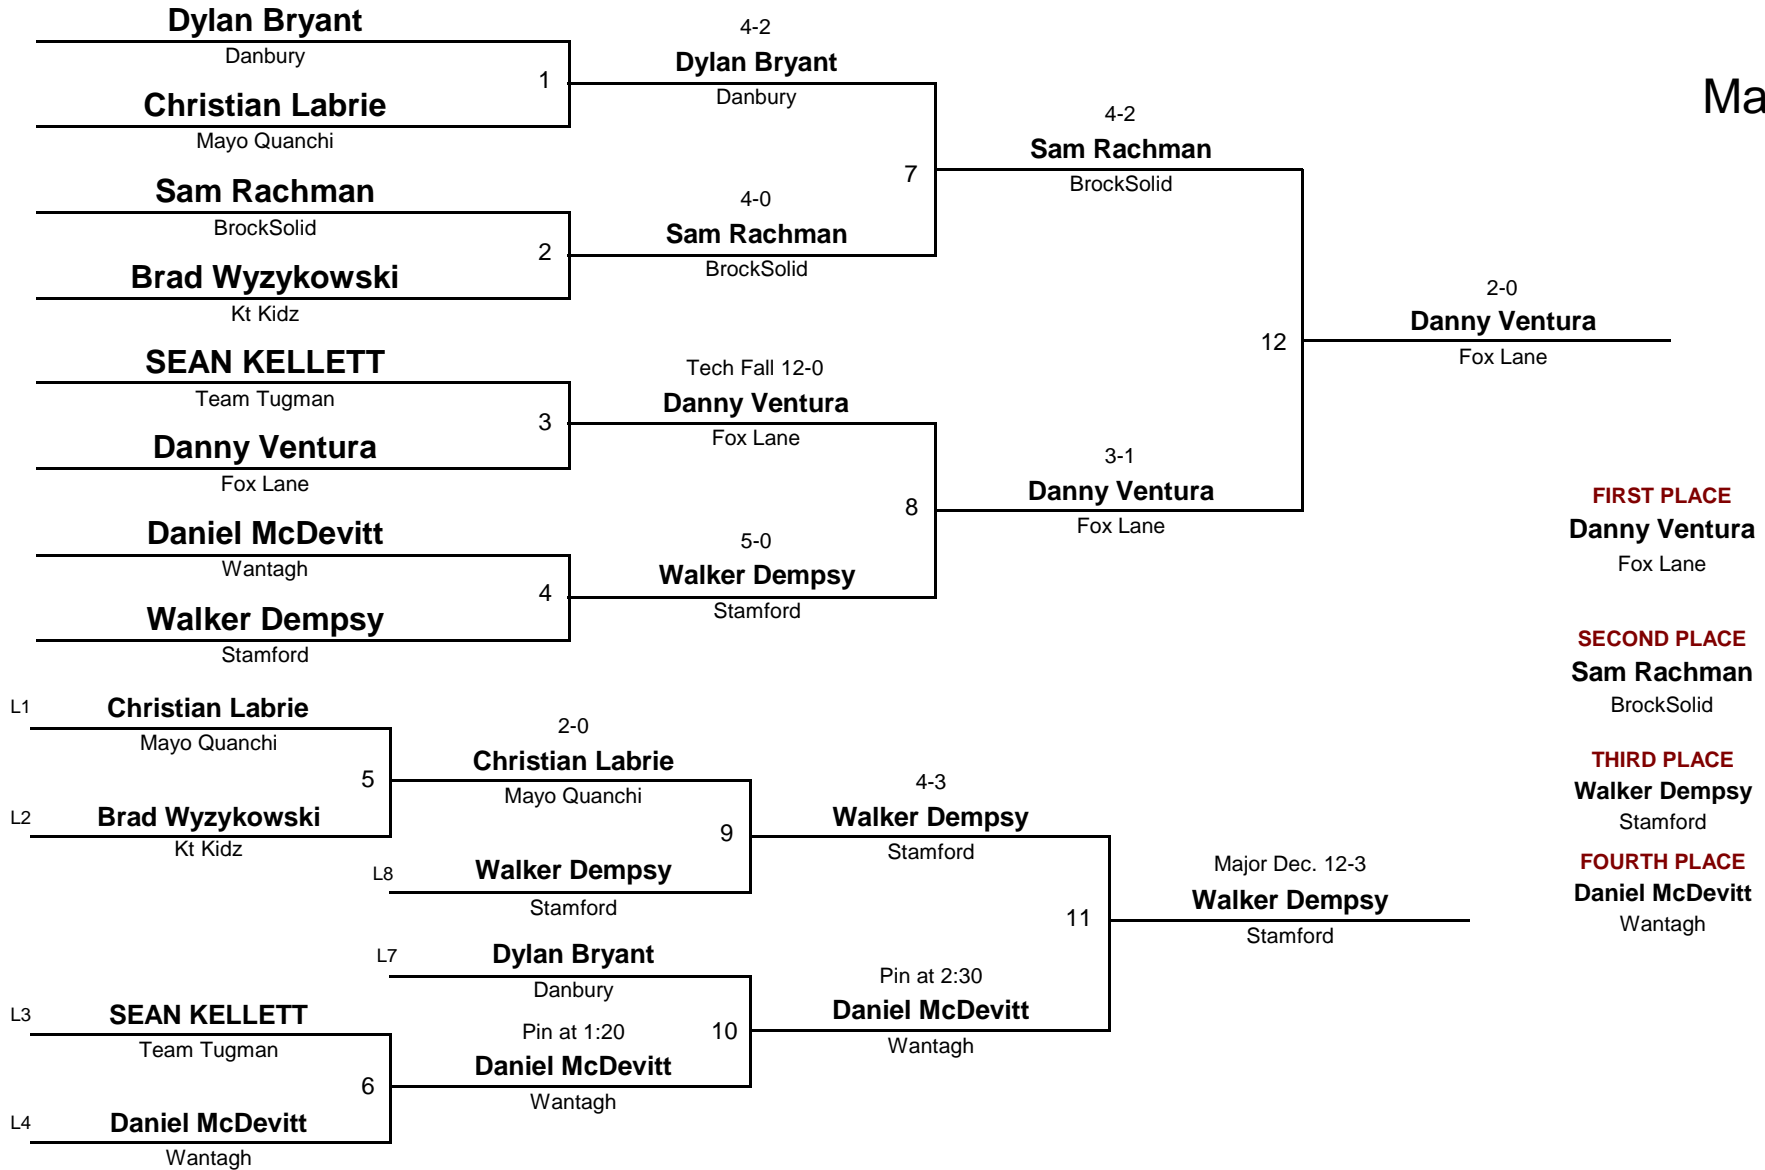 Dylan Bryant
Danbury
1
Christian Labrie
Mayo Quanchi
Sam Rachman
BrockSolid
2
Brad Wyzykowski
Kt Kidz
SEAN KELLETT
Team Tugman
3
Danny Ventura
Fox Lane
Daniel McDevitt
Wantagh
4
Walker Dempsy
Stamford
4-2
Dylan Bryant
Danbury
7
4-0
Sam Rachman
BrockSolid
Tech Fall 12-0
Danny Ventura
Fox Lane
8
5-0
Walker Dempsy
Stamford
4-2
Sam Rachman
BrockSolid
12
3-1
Danny Ventura
Fox Lane
2-0
Danny Ventura
Fox Lane
Ma
FIRST PLACE
Danny Ventura
Fox Lane
SECOND PLACE
Sam Rachman
BrockSolid
THIRD PLACE
Walker Dempsy
Stamford
FOURTH PLACE
Daniel McDevitt
Wantagh
L1 Christian Labrie
Mayo Quanchi
5
L2 Brad Wyzykowski
Kt Kidz
L3 SEAN KELLETT
Team Tugman
6
L4 Daniel McDevitt
Wantagh
2-0
Christian Labrie
Mayo Quanchi
9
L8 Walker Dempsy
Stamford
L7 Dylan Bryant
Danbury
10
Pin at 1:20
Daniel McDevitt
Wantagh
4-3
Walker Dempsy
Stamford
11
Pin at 2:30
Daniel McDevitt
Wantagh
Major Dec. 12-3
Walker Dempsy
Stamford